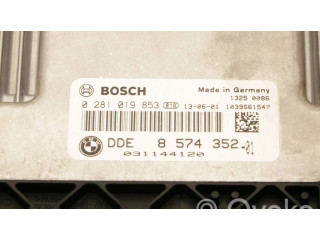 BOSCH
Made in Germany
1325 0086
0 281 019 853 13-06-01 1039S61547
DDE 8 574 352-01
031144120
Ovoko